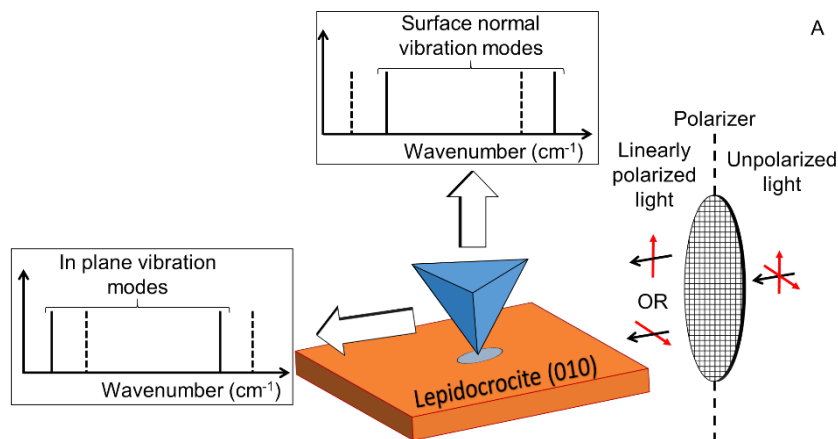 A
Surface normal
vibration modes
Wavenumber (cm⁻¹)
Polarizer
Linearly
polarized
light
Unpolarized
light
OR
In plane vibration
modes
Wavenumber (cm⁻¹)
Lepidocrocite (010)